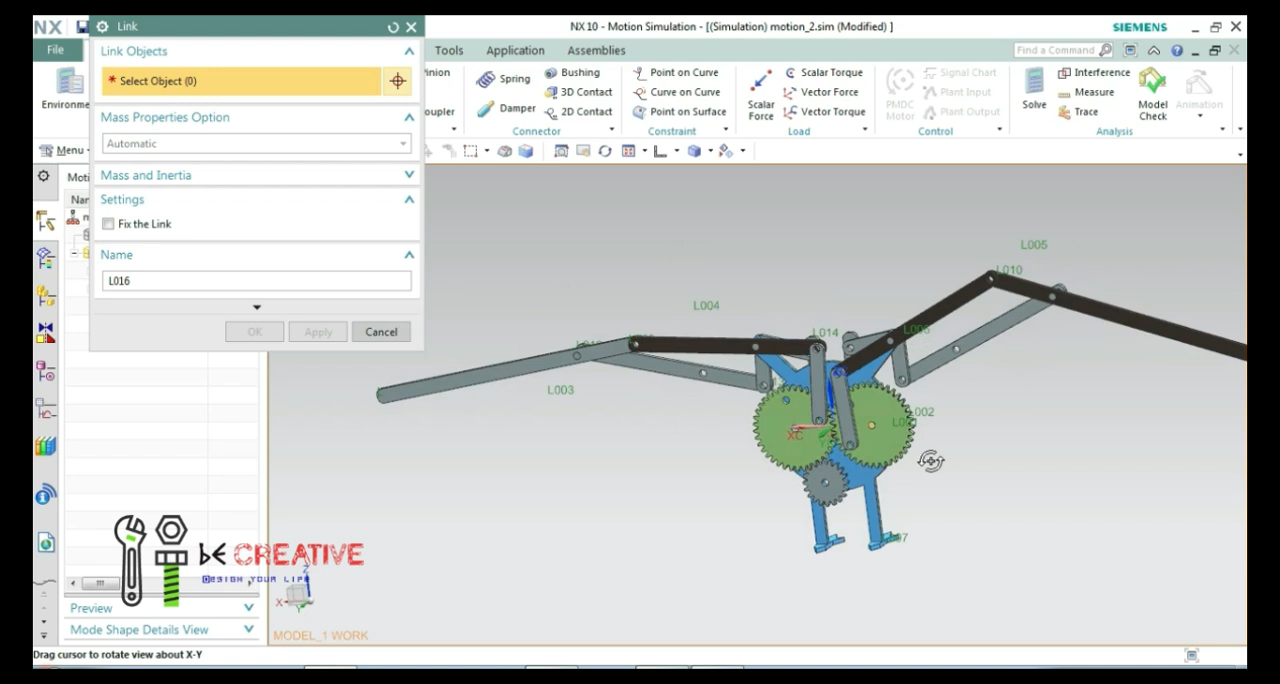 NX
Link
NX 10 - Motion Simulation - [(Simulation) motion_2.sim (Modified) ]
SIEMENS
File
Link Objects
Tools
Application
Assemblies
Find a Command
* Select Object (0)
Spring
Bushing
Point on Curve
Scalar Torque
Signal Chart
Interference
3D Contact
Curve on Curve
Vector Force
Plant Input
Measure
Damper
2D Contact
Point on Surface
Scalar Force
Vector Torque
PMDC Motor
Plant Output
Solve
Trace
Model Check
Animation
Environme
Connector
Constraint
Load
Control
Analysis
Mass Properties Option
Automatic
Menu
Mass and Inertia
Moti
Settings
Nar
Fix the Link
Name
L016
OK
Apply
Cancel
L005
L010
L004
L014
L003
L002
XC
bE CREATIVE
DESIGN YOUR LIFE
Z
X
Y
Preview
Mode Shape Details View
MODEL_1 WORK
Drag cursor to rotate view about X-Y